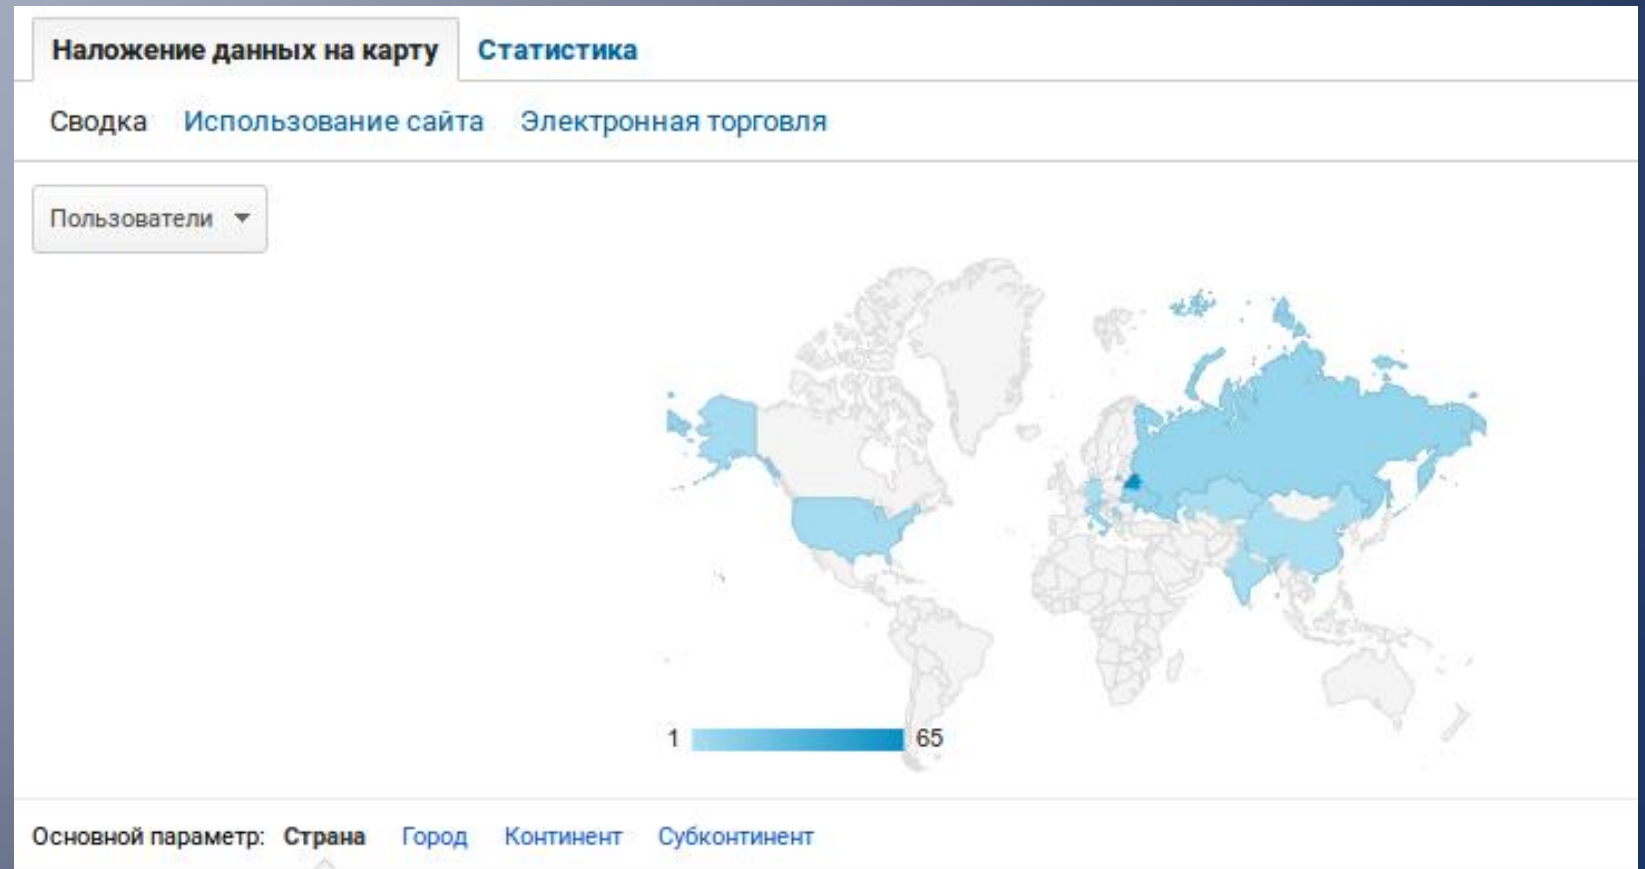 Наложение данных на карту Статистика
Сводка Использование сайта Электронная торговля
Пользователи
1 65
Основной параметр: Страна Город Континент Субконтинент